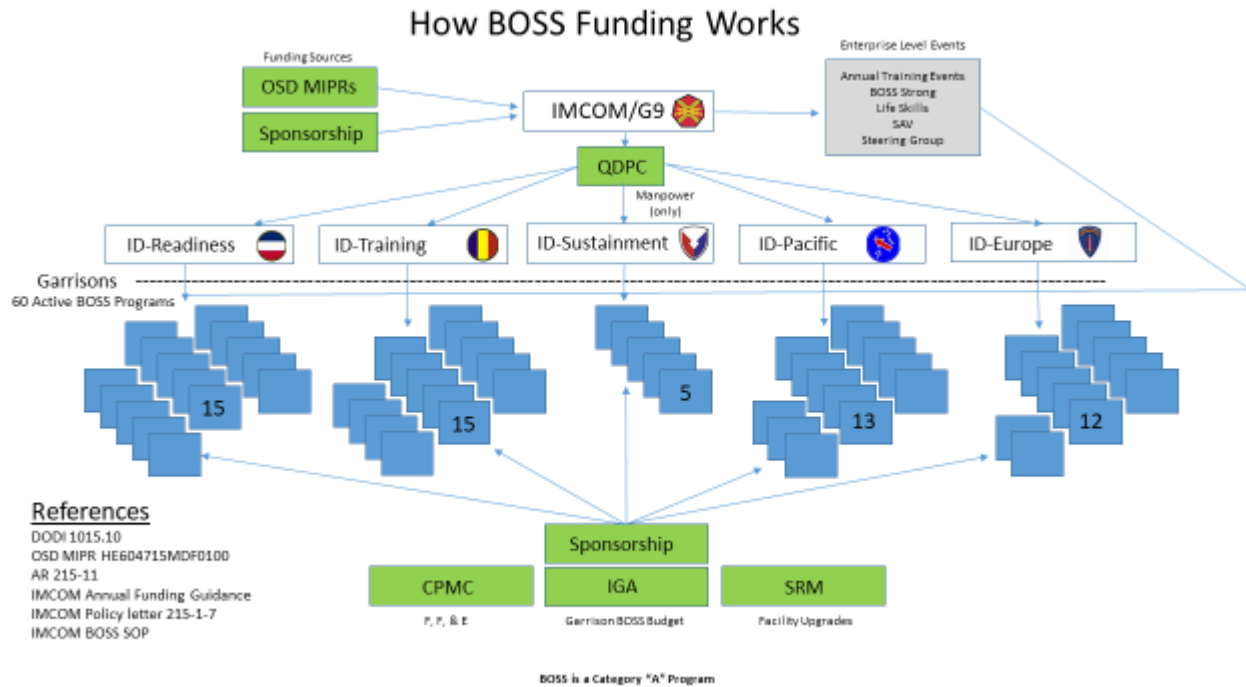 How BOSS Funding Works
Funding Sources
OSD MIPRs
Sponsorship
IMCOM/G9
Enterprise Level Events
Annual Training Events
BOSS Strong
Life Skills
SAV
Steering Group
QDPC
Manpower
(only)
ID-Readiness
ID-Training
ID-Sustainment
ID-Pacific
ID-Europe
Garrisons
60 Active BOSS Programs
15
15
5
13
12
References
DODI 1015.10
OSD MIPR HE604715MDF0100
AR 215-11
IMCOM Annual Funding Guidance
IMCOM Policy letter 215-1-7
IMCOM BOSS SOP
Sponsorship
CPMC
IGA
SRM
F, F, & E
Garrison BOSS Budget
Facility Upgrades
BOSS is a Category "A" Program